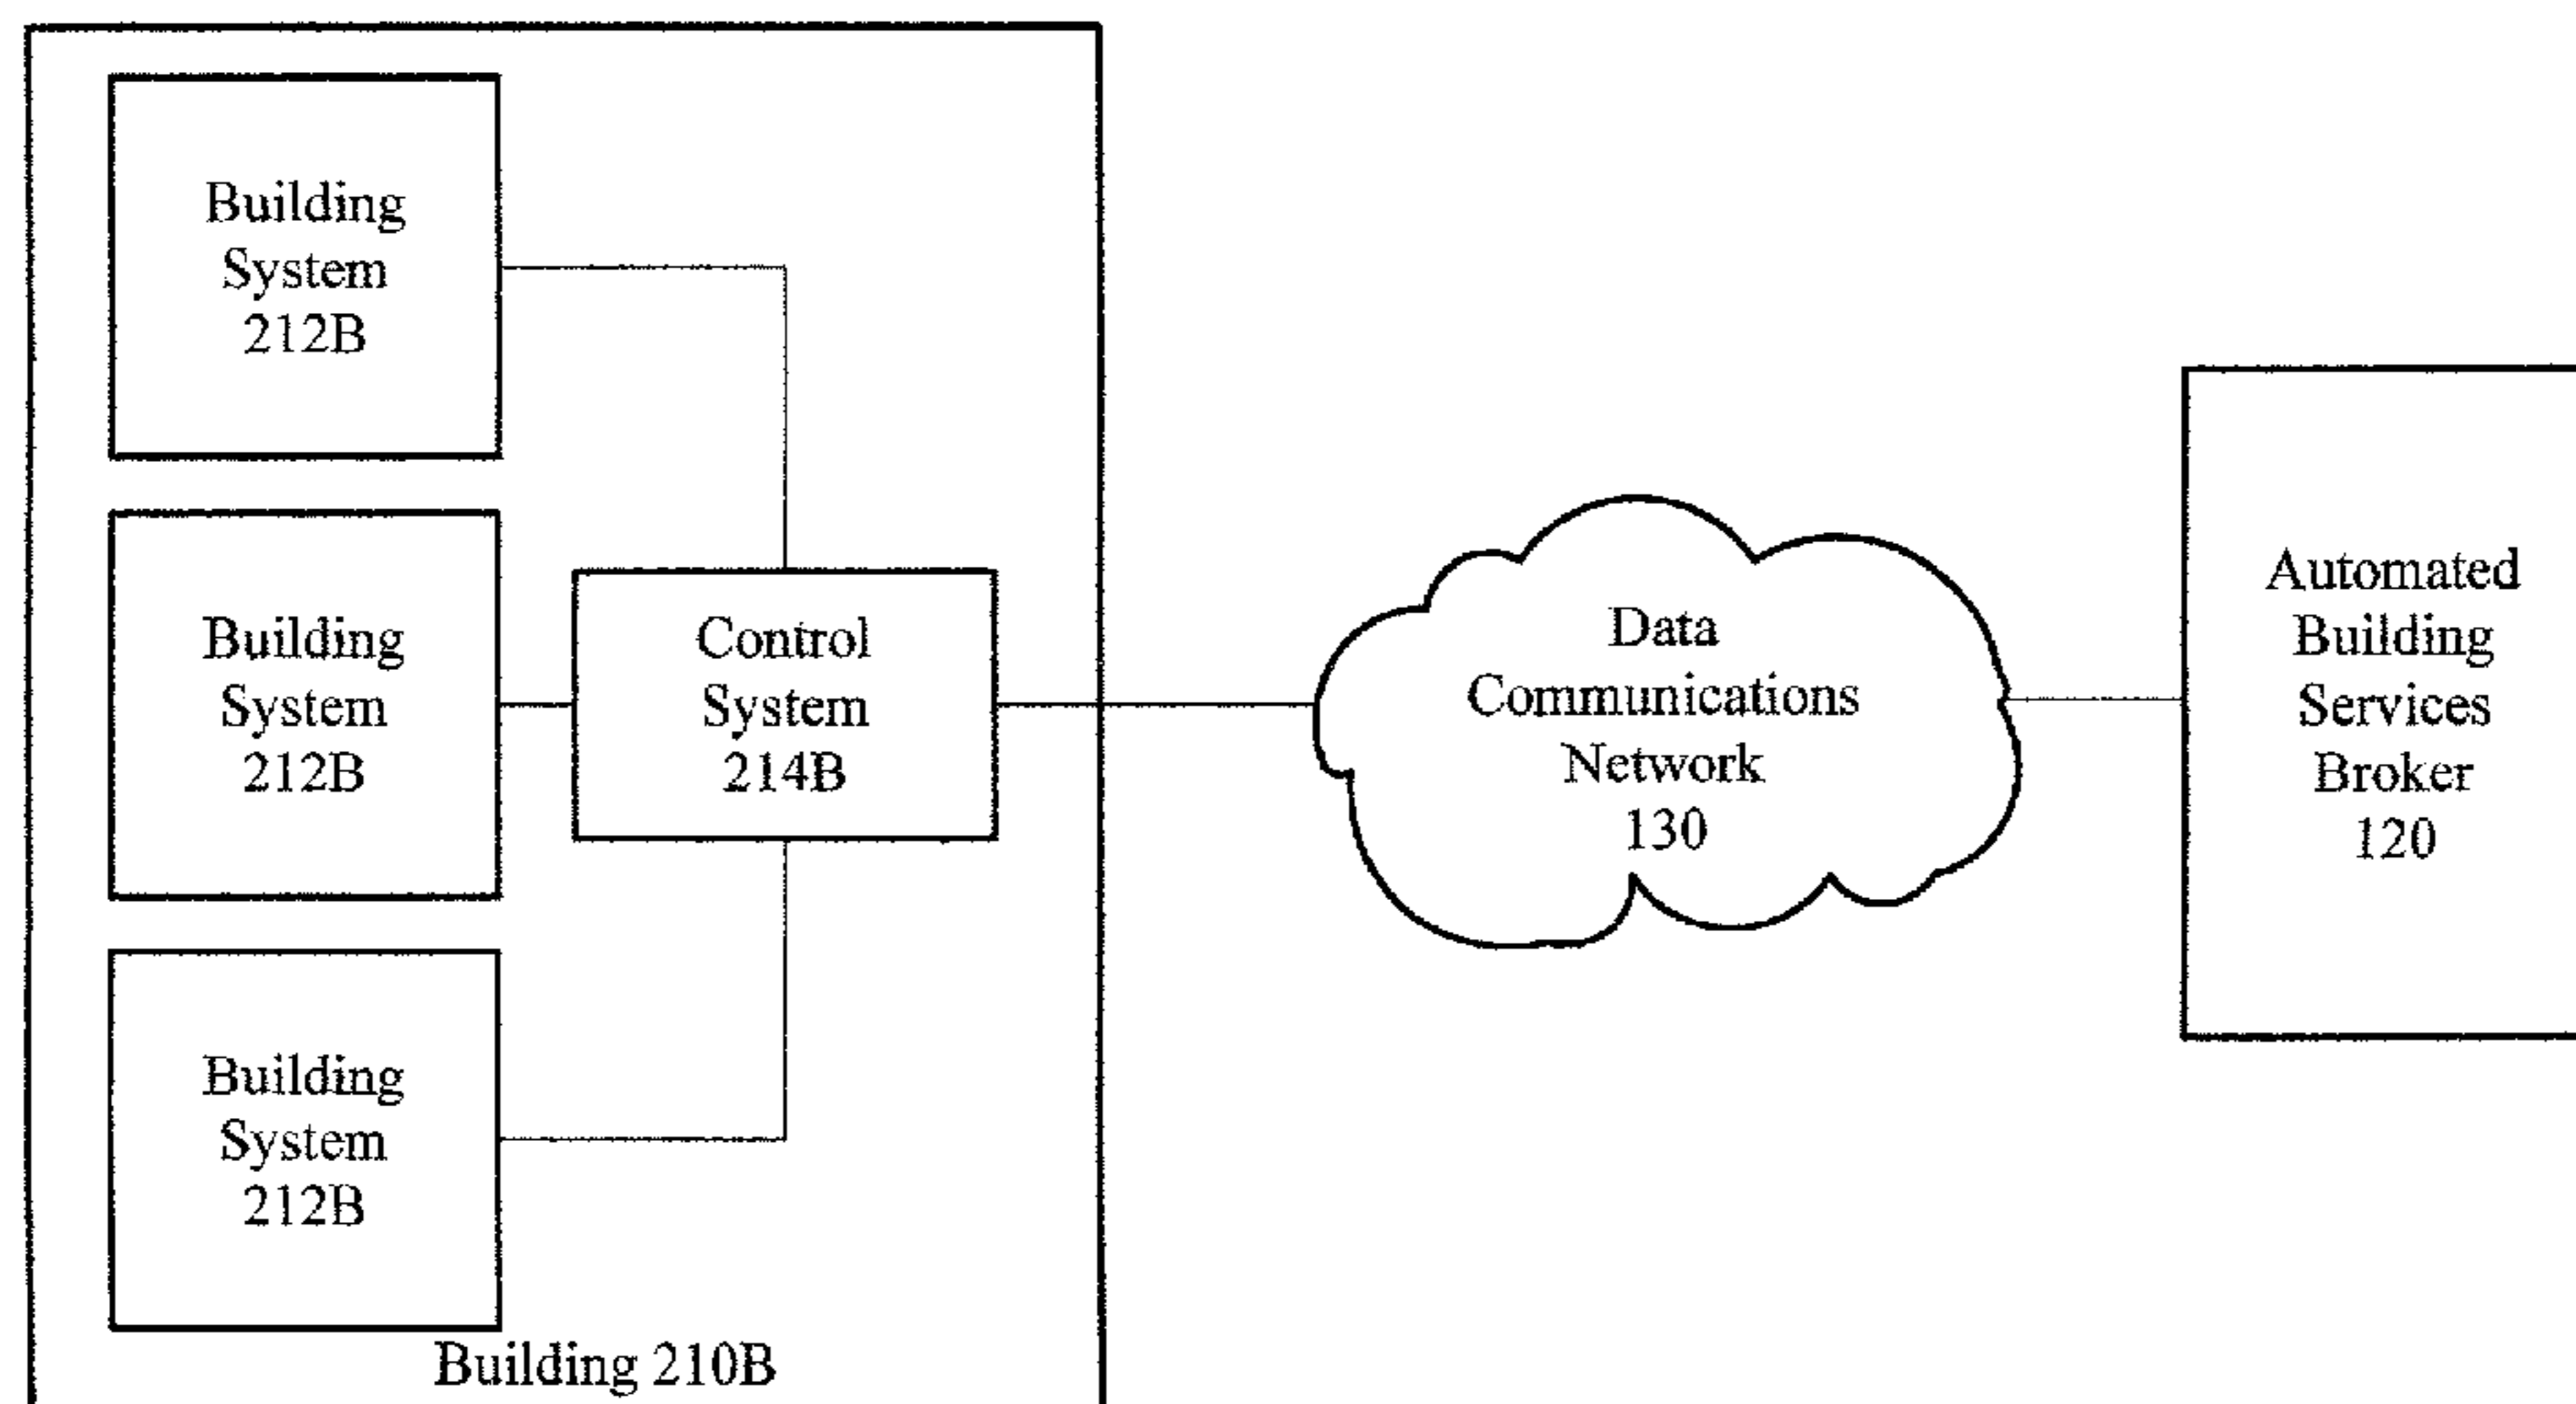 Building
System
212B
Building
System
212B
Control
System
214B
Building
System
212B
Building 210B
Data
Communications
Network
130
Automated
Building
Services
Broker
120